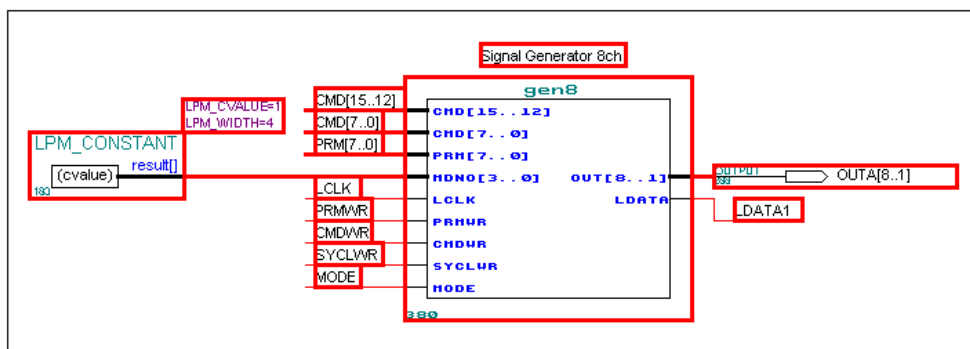 Signal Generator 8ch
gen8
LPM_CVALUE=1
LPM_WIDTH=4
CMD[15..12]
CMD[15..12]
CMD[7..0]
CMD[7..0]
PRM[7..0]
PRM[7..0]
LPM_CONSTANT
(cvalue)
result[]
MDNO[3..0]
OUT[8..1]
OUTPUT
OUTA[8..1]
LCLK
LCLK
LDATA
LDATA1
PRMWR
PRMWR
CMDWR
CMDWR
SYCLWR
SYCLWR
MODE
MODE
380